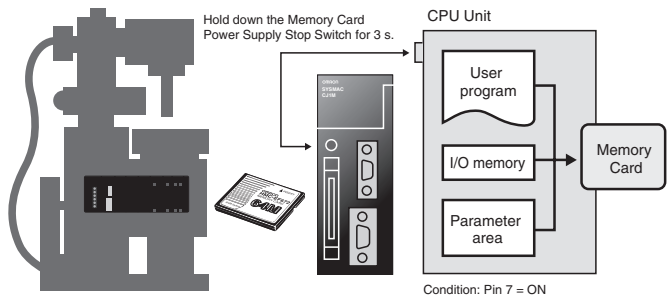 Hold down the Memory Card
Power Supply Stop Switch for 3 s.
CPU Unit
User
program
I/O memory
Parameter
area
Memory
Card
OMRON
SYSMAC
CJ1M
64M
Condition: Pin 7 = ON